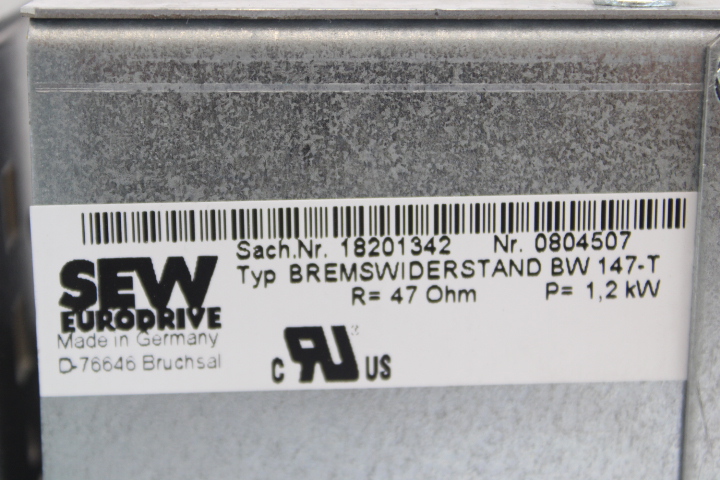 Sach.Nr. 18201342 Nr. 0804507
Typ BREMSWIDERSTAND BW 147-T
R= 47 Ohm P= 1,2 kW
SEW
EURODRIVE
Made in Germany
D-76646 Bruchsal
C RU US